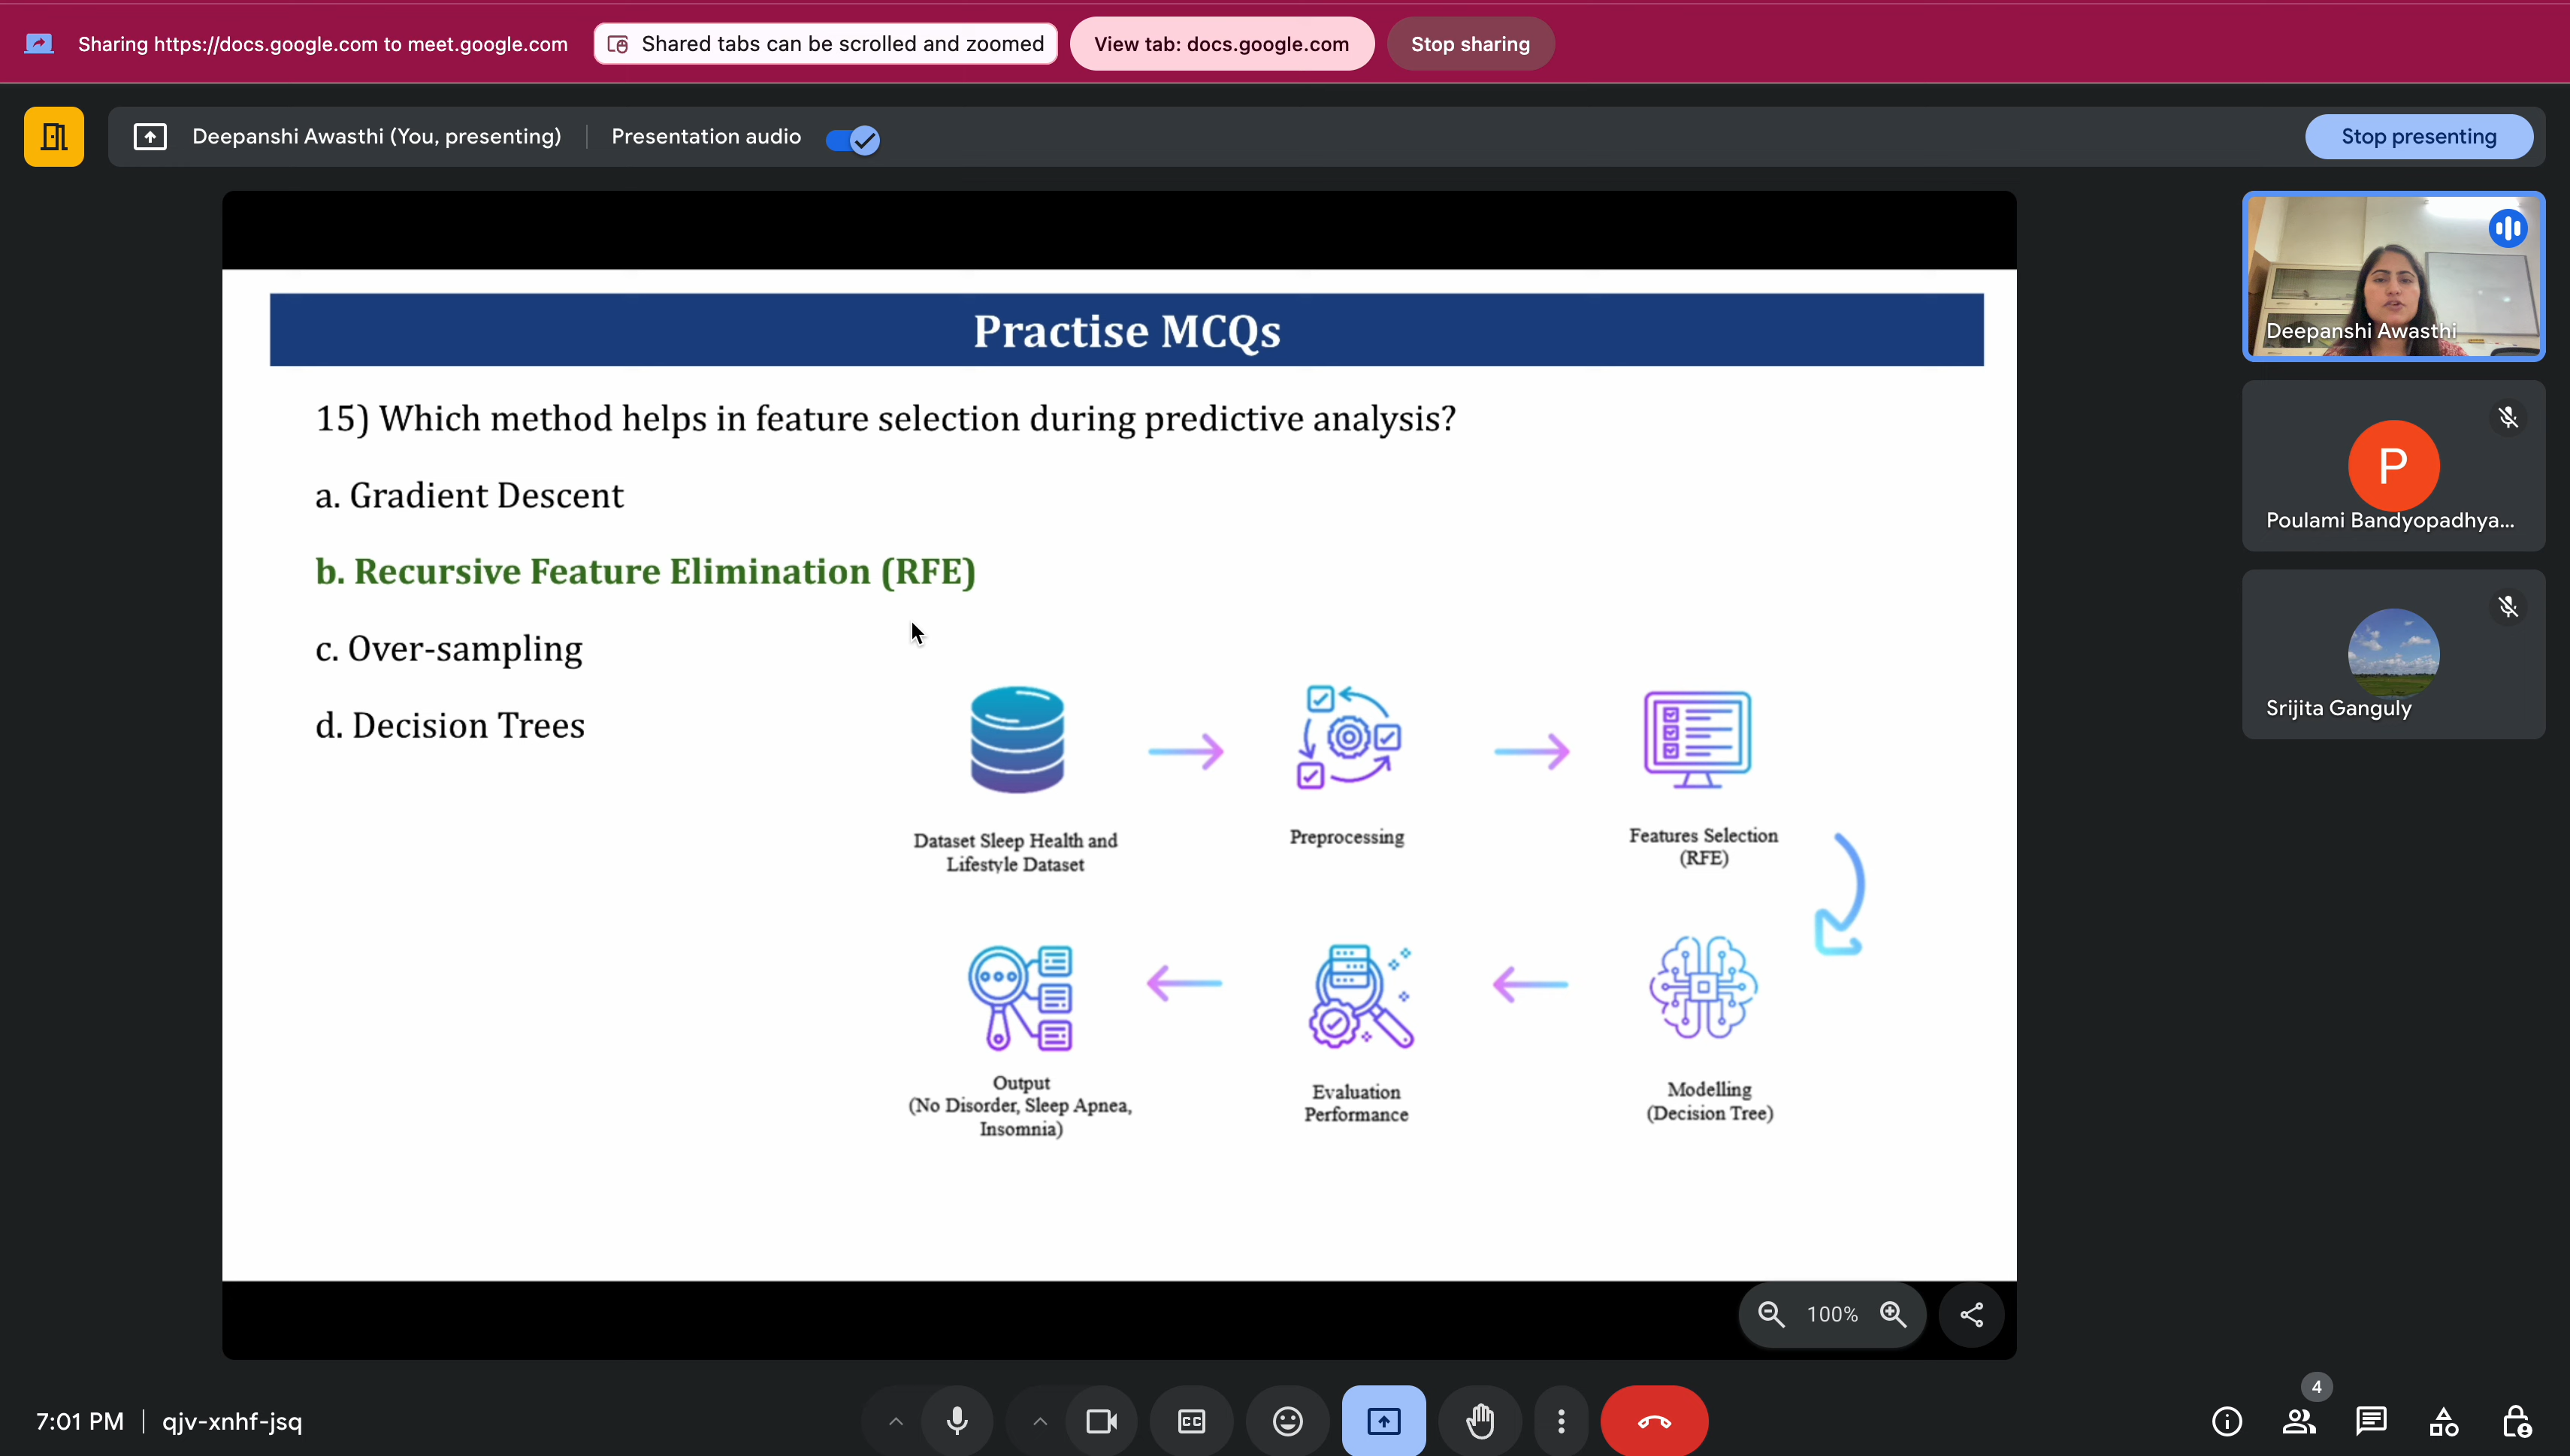 Sharing https://docs.google.com to meet.google.com
Shared tabs can be scrolled and zoomed
View tab: docs.google.com
Stop sharing
Deepanshi Awasthi (You, presenting)
Presentation audio
Stop presenting
Practise MCQs
15) Which method helps in feature selection during predictive analysis?
a. Gradient Descent
b. Recursive Feature Elimination (RFE)
c. Over-sampling
d. Decision Trees
Dataset Sleep Health and
Lifestyle Dataset
Preprocessing
Features Selection
(RFE)
Output
(No Disorder, Sleep Apnea,
Insomnia)
Evaluation
Performance
Modelling
(Decision Tree)
100%
Deepanshi Awasthi
P
Poulami Bandyopadhya...
Srijita Ganguly
7:01 PM
qjv-xnhf-jsq
CC
4